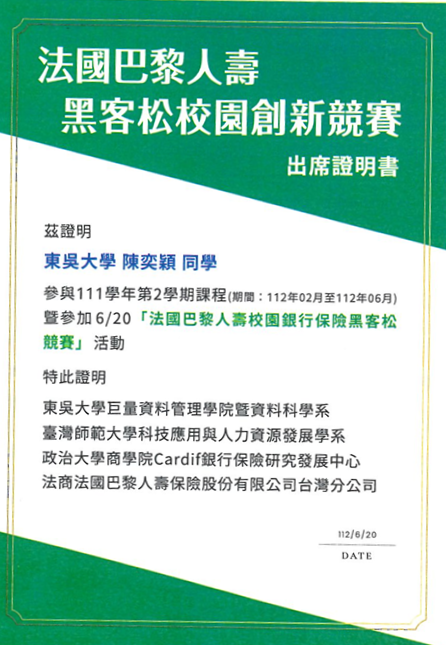 法國巴黎人壽
黑客松校園創新競賽
出席證明書
茲證明
東吳大學 陳奕穎 同學
參與111學年第2學期課程(期間：112年02月至112年06月)
暨參加6/20「法國巴黎人壽校園銀行保險黑客松
競賽」活動
特此證明
東吳大學巨量資料管理學院暨資料科學系
臺灣師範大學科技應用與人力資源發展學系
政治大學商學院Cardif銀行保險研究發展中心
法商法國巴黎人壽保險股份有限公司台灣分公司
112/6/20
DATE